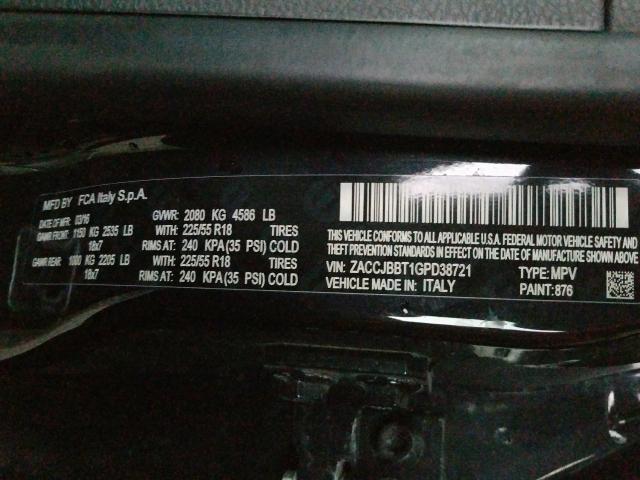 MFD BY FCA Italy S.p.A.
DATE OF MFR 03/16 GVWR: 2080 KG 4586 LB
GAWR FRONT: 1150 KG 2535 LB WITH: 225/55 R18 TIRES
18x7 RIMS AT: 240 KPA (35 PSI) COLD
GAWR REAR: 1000 KG 2205 LB WITH: 225/55 R18 TIRES
18x7 RIMS AT: 240 KPA (35 PSI) COLD
THIS VEHICLE CONFORMS TO ALL APPLICABLE U.S.A. FEDERAL MOTOR VEHICLE SAFETY AND
THEFT PREVENTION STANDARDS IN EFFECT ON THE DATE OF MANUFACTURE SHOWN ABOVE
VIN: ZACCJBBT1GPD38721 TYPE: MPV
VEHICLE MADE IN: ITALY PAINT: 876